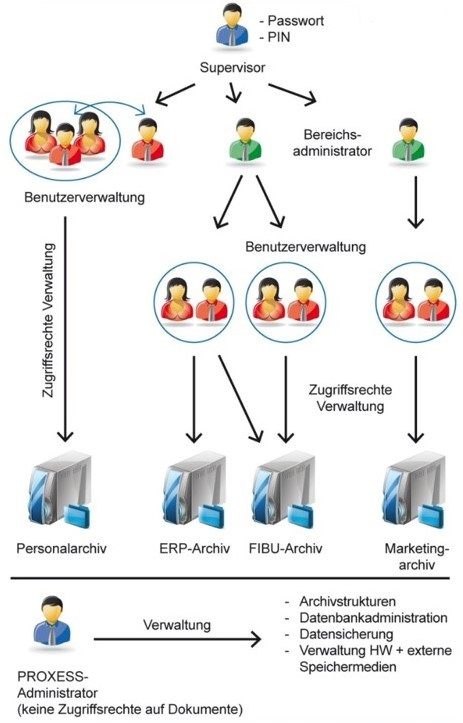 - Passwort
- PIN
Supervisor
Bereichs-
administrator
Benutzerverwaltung
Benutzerverwaltung
Zugriffsrechte Verwaltung
Zugriffsrechte
Verwaltung
Personalarchiv
ERP-Archiv
FIBU-Archiv
Marketing-
archiv
Verwaltung
- Archivstrukturen
- Datenbankadministration
- Datensicherung
- Verwaltung HW + externe
Speichermedien
PROXESS-
Administrator
(keine Zugriffsrechte auf Dokumente)